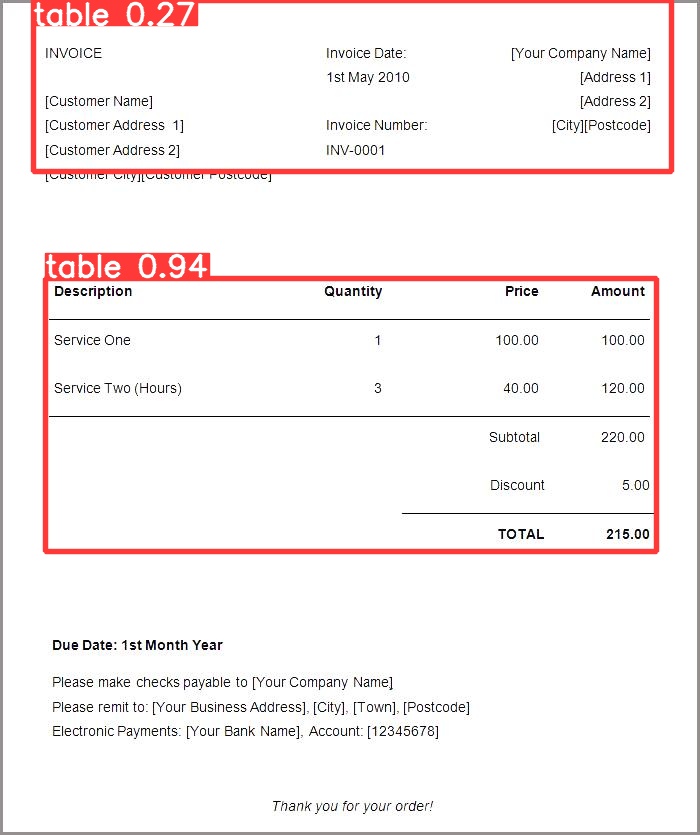 table 0.27
INVOICE Invoice Date: [Your Company Name]
1st May 2010 [Address 1]
[Customer Name] [Address 2]
[Customer Address 1] Invoice Number: [City][Postcode]
[Customer Address 2] INV-0001
[Customer City][Customer Postcode]
table 0.94
Description Quantity Price Amount
Service One 1 100.00 100.00
Service Two (Hours) 3 40.00 120.00
Subtotal 220.00
Discount 5.00
TOTAL 215.00
Due Date: 1st Month Year
Please make checks payable to [Your Company Name]
Please remit to: [Your Business Address], [City], [Town], [Postcode]
Electronic Payments: [Your Bank Name], Account: [12345678]
Thank you for your order!